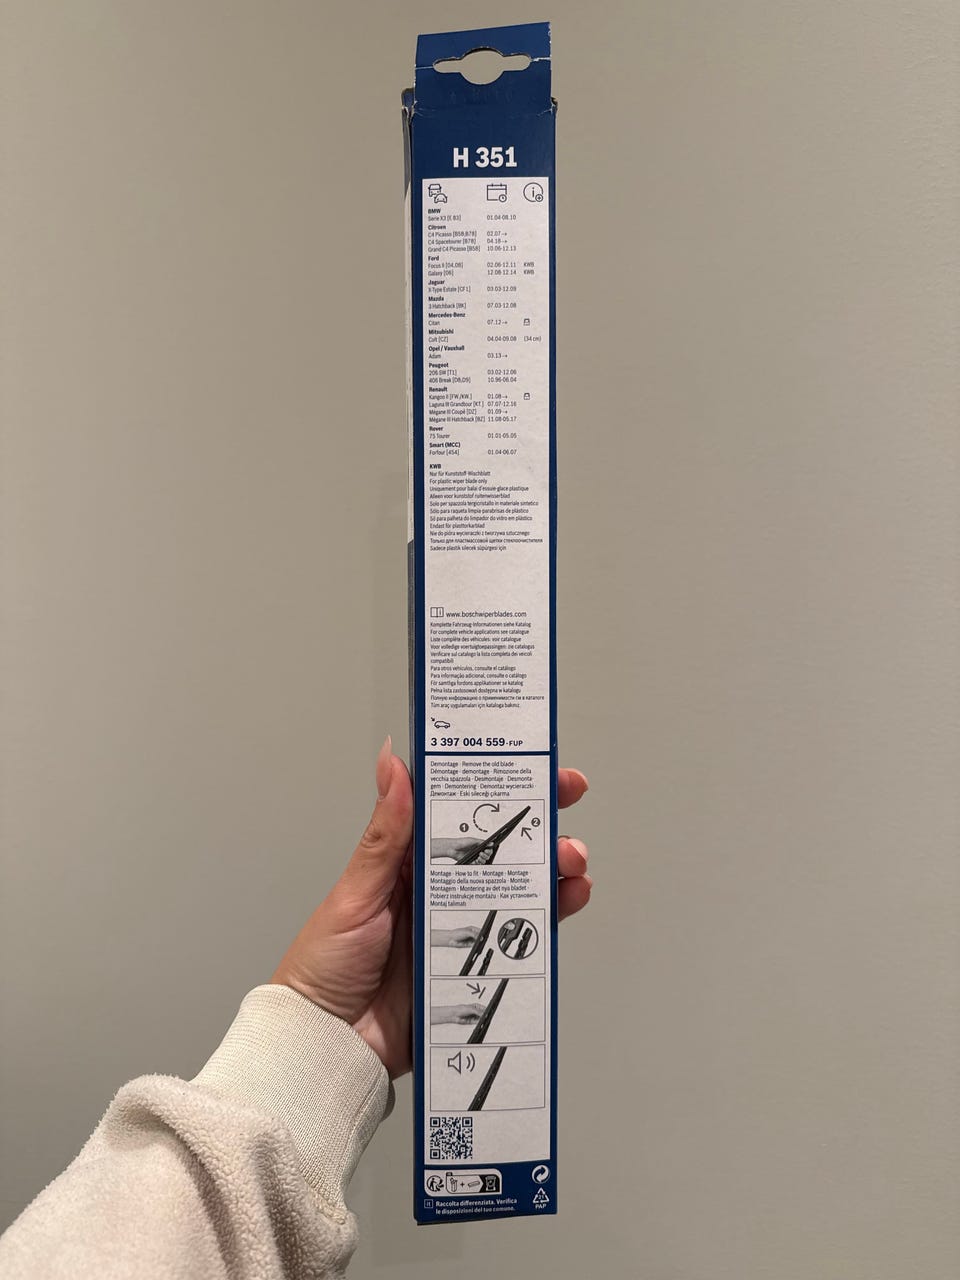 H 351
BMW
Serie X3 [E 83] 01.04-08.10
Citroen
C4 Picasso [B58,B78] 02.07→
C4 Spacetourer [B78] 04.18→
Grand C4 Picasso [B58] 10.06-12.13
Ford
Focus II [04,08] 02.06-12.11 KWB
Galaxy [06] 12.08-12.14 KWB
Jaguar
X-Type Estate [CF1] 03.03-12.09
Mazda
3 Hatchback [BK] 07.03-12.08
Mercedes-Benz
Citan 07.12→
Mitsubishi
Colt [CZ] 04.04-09.08 (34 cm)
Opel / Vauxhall
Adam 03.13→
Peugeot
206 SW [T1] 03.02-12.06
406 Break [D8,D9] 10.96-06.04
Renault
Kangoo II [FW./KW.] 01.08→
Laguna III Grandtour [KT.] 07.07-12.16
Mégane III Coupé [DZ] 01.09→
Mégane III Hatchback [BZ] 11.08-05.17
Rover
75 Tourer 01.01-05.05
Smart (MCC)
Forfour [454] 01.04-06.07
KWB
Nur für Kunststoff-Wischblatt
For plastic wiper blade only
Uniquement pour balai d'essuie-glace plastique
Alleen voor kunststof ruitenwisserblad
Solo per spazzola tergicristallo in materiale sintetico
Sólo para raqueta limpia-parabrisas de plástico
Só para palheta do limpador do vidro em plástico
Endast för plasttorkarblad
Nie do pióra wycieraczki z tworzywa sztucznego
Только для пластмассовой щетки стеклоочистителя
Sadece plastik silecek süpürgesi için
www.boschwiperblades.com
Komplette Fahrzeug-Informationen siehe Katalog
For complete vehicle applications see catalogue
Liste complète des véhicules: voir catalogue
Voor volledige voertuigtoepassingen: zie catalogus
Verificare sul catalogo la lista completa dei veicoli
compatibili
Para otros vehículos, consulte el catálogo
Para informação adicional, consulte o catálogo
För samtliga fordons applikationer se katalog
Pełna lista zastosowań dostępna w katalogu
Полную информацию о применимости см в каталоге
Tüm araç uygulamaları için kataloga bakınız.
3 397 004 559-FUP
Demontage · Remove the old blade ·
Démontage · demontage · Rimozione della
vecchia spazzola · Desmontaje · Desmonta-
gem · Demontering · Demontaż wycieraczki ·
Демонтаж · Eski sileceği çıkarma
1
2
Montage · How to fit · Montage · Montage ·
Montaggio della nuova spazzola · Montaje ·
Montagem · Montering av det nya bladet ·
Pobierz instrukcje montażu · Как установить ·
Montaj talimatı
it Raccolta differenziata. Verifica
le disposizioni del tuo comune.
21
PAP